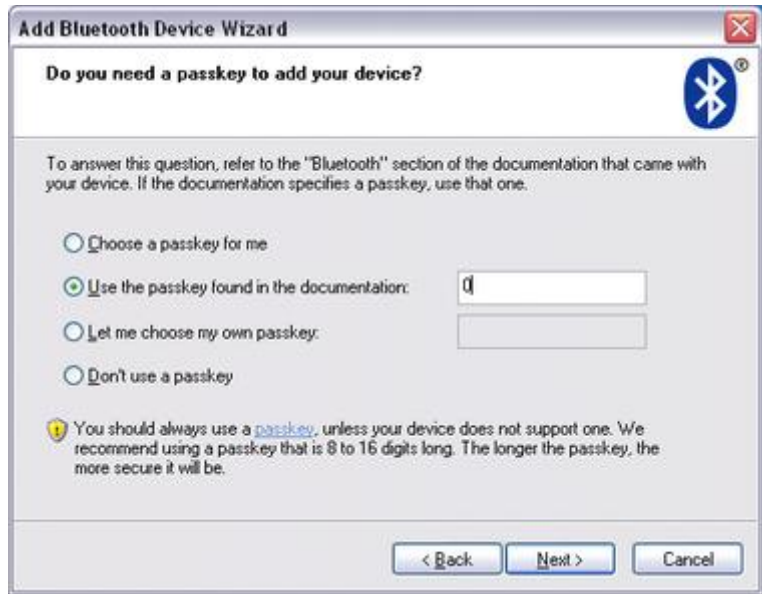 Add Bluetooth Device Wizard
Do you need a passkey to add your device?
®
To answer this question, refer to the "Bluetooth" section of the documentation that came with
your device. If the documentation specifies a passkey, use that one.
Choose a passkey for me
Use the passkey found in the documentation: 0
Let me choose my own passkey:
Don't use a passkey
You should always use a passkey, unless your device does not support one. We
recommend using a passkey that is 8 to 16 digits long. The longer the passkey, the
more secure it will be.
< Back Next > Cancel